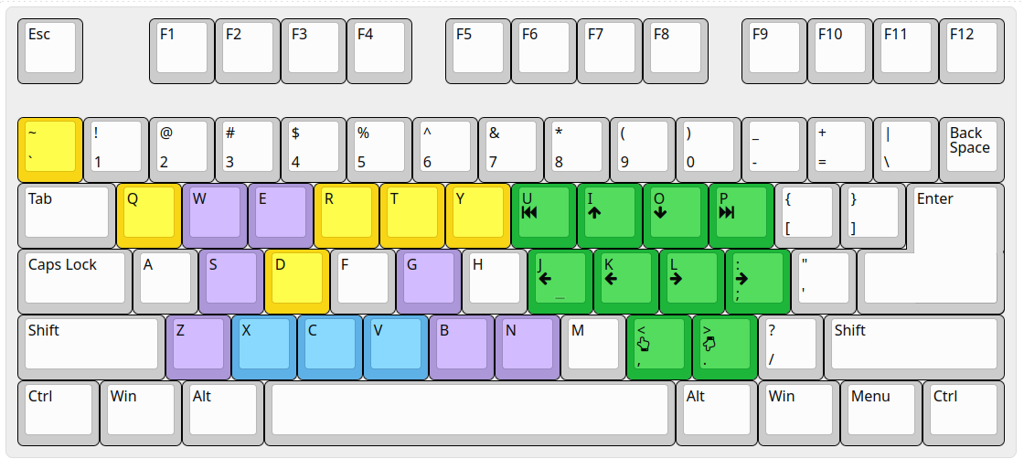 Esc F1 F2 F3 F4 F5 F6 F7 F8 F9 F10 F11 F12
~ ! @ # $ % ^ & * ( ) _ + | Back
Space
` 1 2 3 4 5 6 7 8 9 0 - = \
Tab Q W E R T Y U I O P { } Enter
[ ]
Caps Lock A S D F G H J K L : "
_ ; '
Shift Z X C V B N M < > ? Shift
, . /
Ctrl Win Alt Alt Win Menu Ctrl